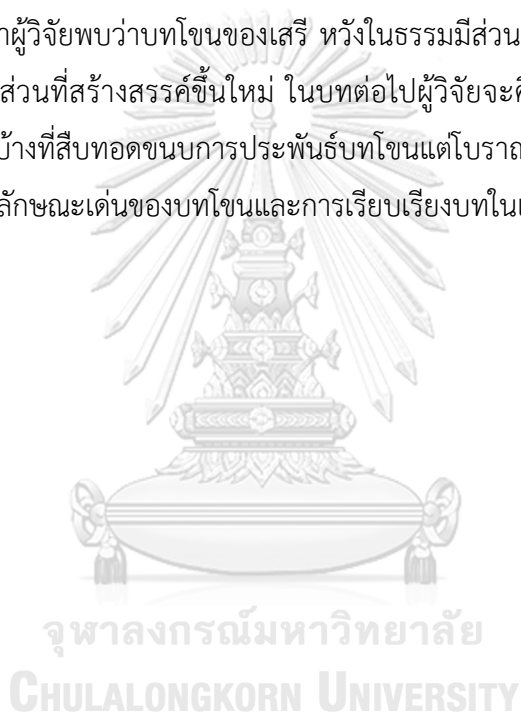 าผู้วิจัยพบว่าบทโขนของเสรี หวังในธรรมมีส่วน
ส่วนที่สร้างสรรค์ขึ้นใหม่ ในบทต่อไปผู้วิจัยจะศึ
บ้างที่สืบทอดขนบการประพันธ์บทโขนแต่โบราณ
ลักษณะเด่นของบทโขนและการเรียบเรียงบทในแ
จุฬาลงกรณ์มหาวิทยาลัย
CHULALONGKORN UNIVERSITY